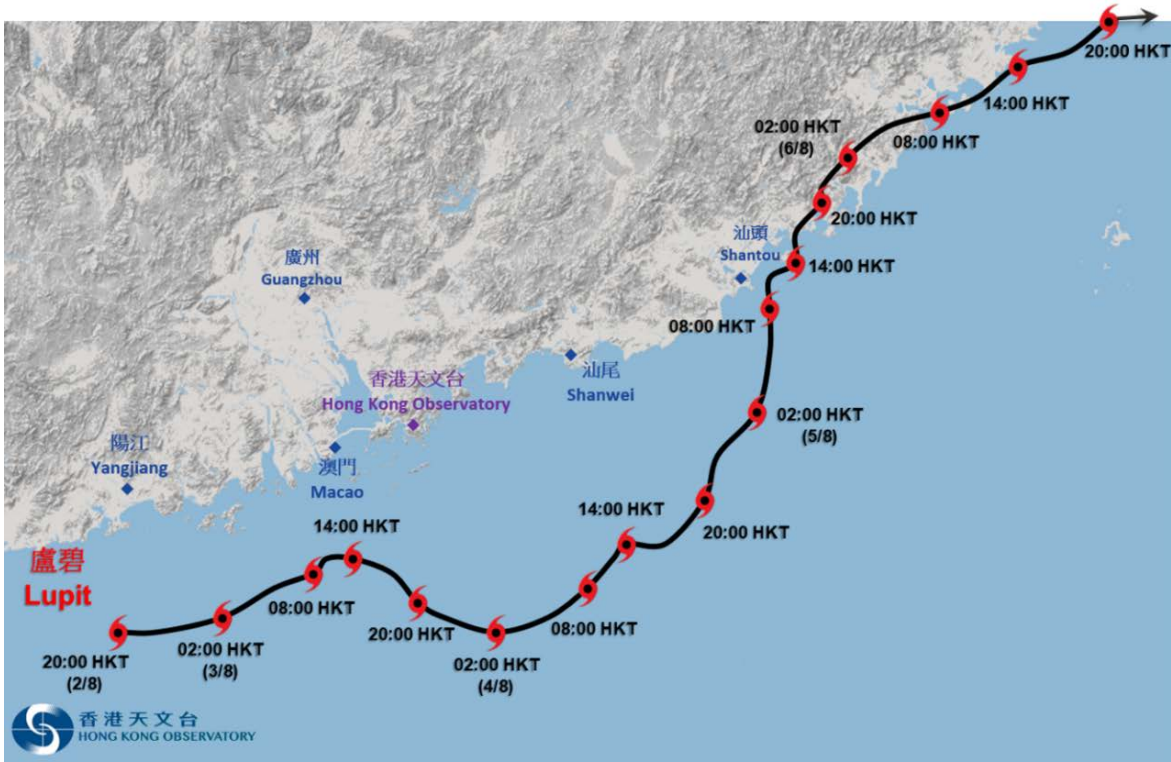 20:00 HKT
14:00 HKT
08:00 HKT
02:00 HKT
(6/8)
20:00 HKT
汕頭
Shantou
14:00 HKT
廣州
Guangzhou
08:00 HKT
香港天文台
Hong Kong Observatory
汕尾
Shanwei
02:00 HKT
(5/8)
陽江
Yangjiang
澳門
Macao
14:00 HKT
20:00 HKT
14:00 HKT
盧碧
Lupit
08:00 HKT
20:00 HKT
08:00 HKT
20:00 HKT
(2/8)
02:00 HKT
(3/8)
02:00 HKT
(4/8)
香港天文台
HONG KONG OBSERVATORY